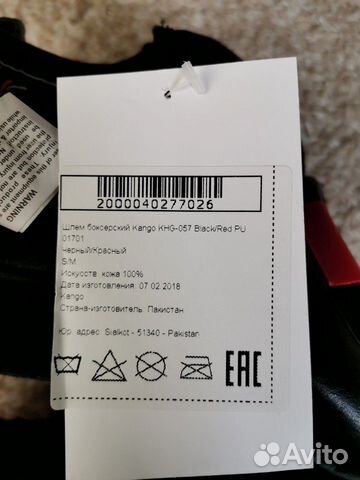 2000040277026
Шлем боксерский Kango KHG-057 Black/Red PU
01701
Черный/Красный
S/M
Искусств. кожа 100%
Дата изготовления: 07 02 2018
Kango
Страна-изготовитель: Пакистан
Юр. адрес: Sialkot - 51340 - Pakistan
EAC
WARNING
Avito